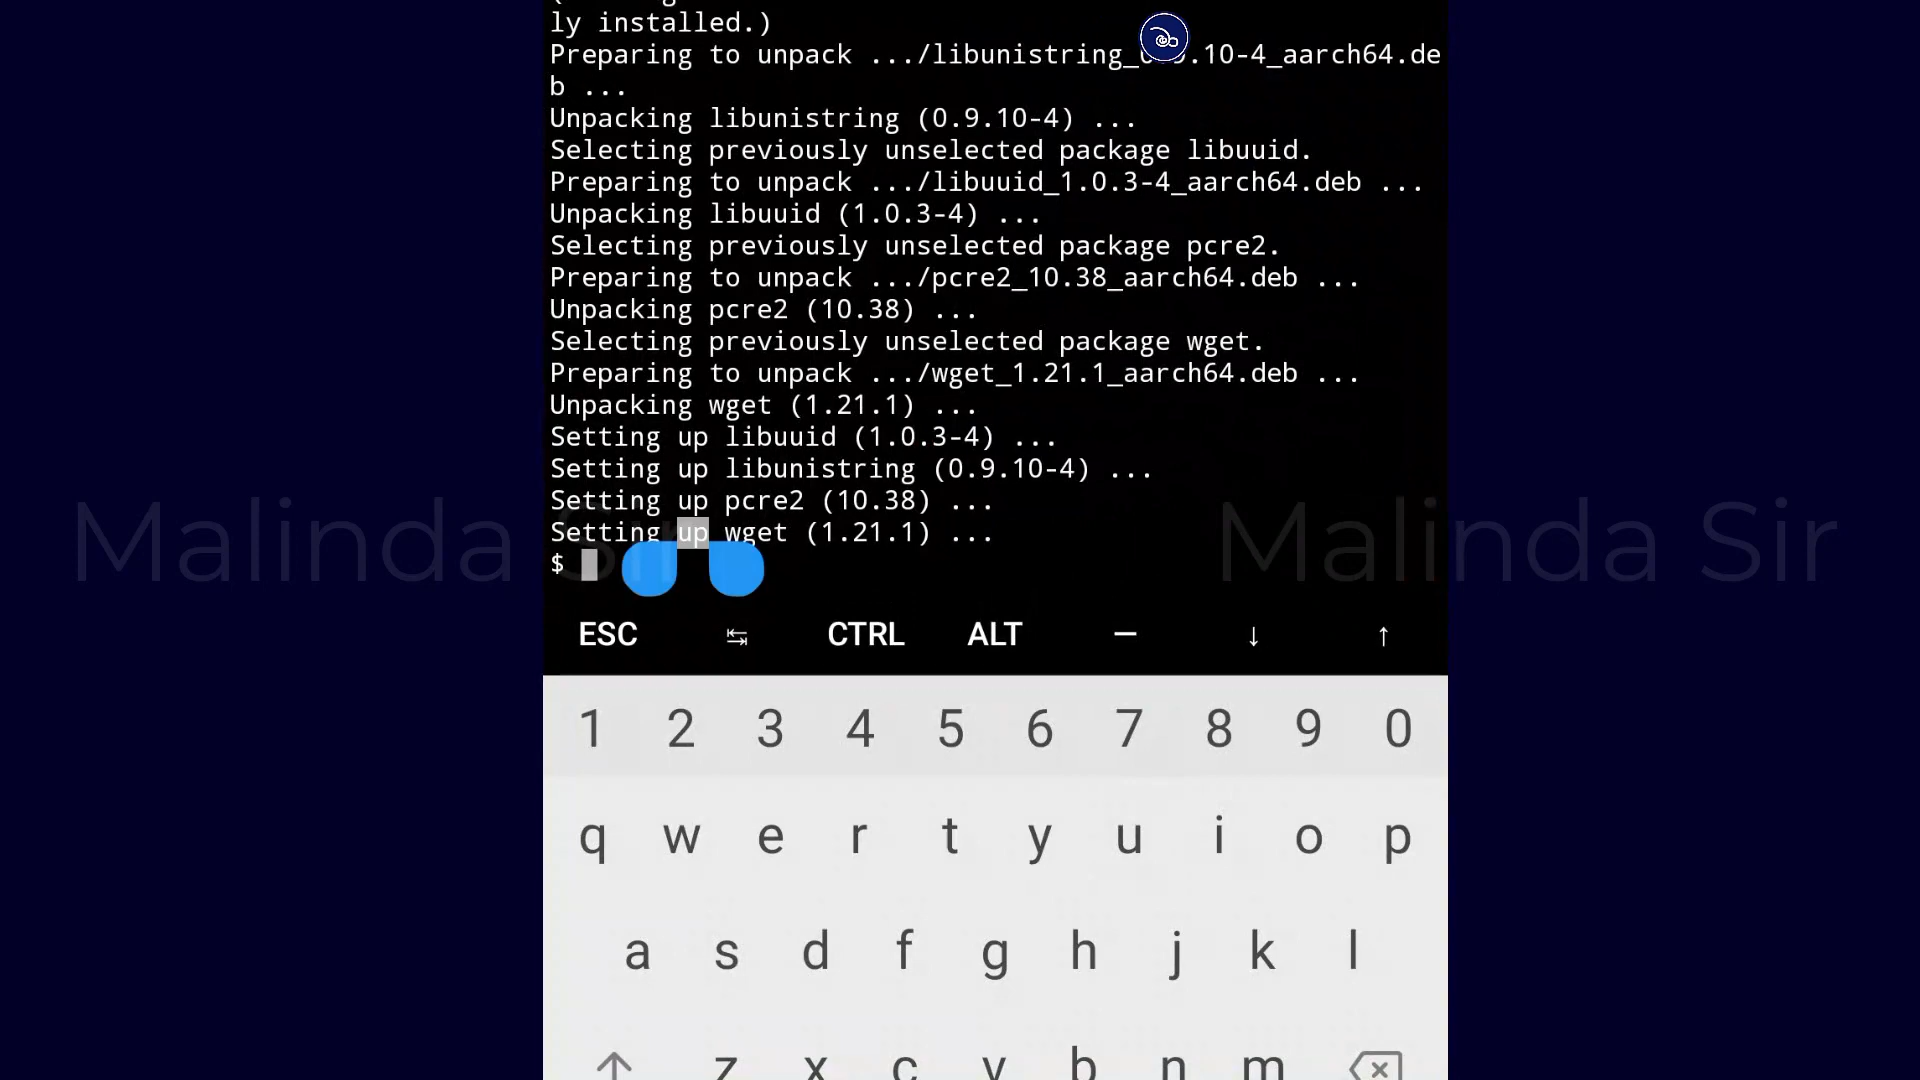 ly installed.)
Preparing to unpack .../libunistring_0.9.10-4_aarch64.de
b ...
Unpacking libunistring (0.9.10-4) ...
Selecting previously unselected package libuuid.
Preparing to unpack .../libuuid_1.0.3-4_aarch64.deb ...
Unpacking libuuid (1.0.3-4) ...
Selecting previously unselected package pcre2.
Preparing to unpack .../pcre2_10.38_aarch64.deb ...
Unpacking pcre2 (10.38) ...
Selecting previously unselected package wget.
Preparing to unpack .../wget_1.21.1_aarch64.deb ...
Unpacking wget (1.21.1) ...
Setting up libuuid (1.0.3-4) ...
Setting up libunistring (0.9.10-4) ...
Setting up pcre2 (10.38) ...
Setting up wget (1.21.1) ...
$
Malinda Sir
Malinda Sir
ESC ↹ CTRL ALT — ↓ ↑
1 2 3 4 5 6 7 8 9 0
q w e r t y u i o p
a s d f g h j k l
z x c v b n m